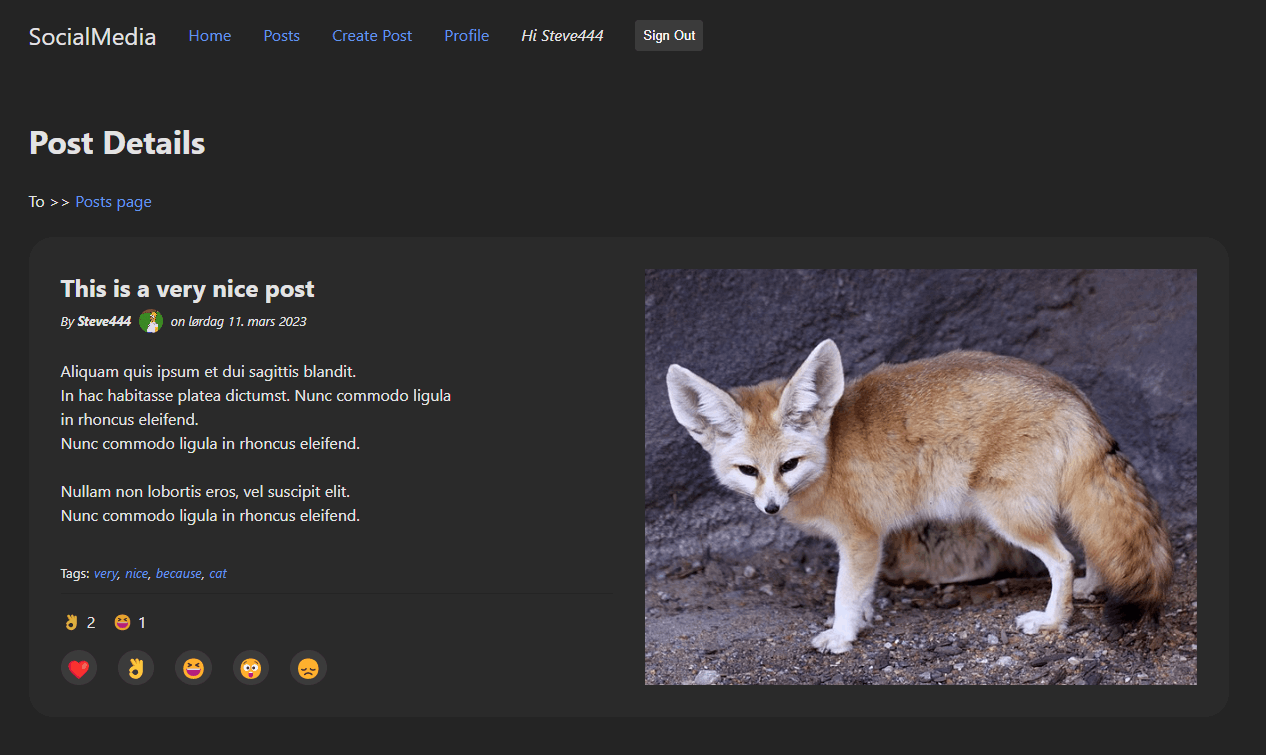 SocialMedia Home Posts Create Post Profile Hi Steve444 Sign Out
Post Details
To >> Posts page
This is a very nice post
By Steve444 on lørdag 11. mars 2023
Aliquam quis ipsum et dui sagittis blandit.
In hac habitasse platea dictumst. Nunc commodo ligula
in rhoncus eleifend.
Nunc commodo ligula in rhoncus eleifend.
Nullam non lobortis eros, vel suscipit elit.
Nunc commodo ligula in rhoncus eleifend.
Tags: very, nice, because, cat
👌 2 😆 1
❤️ 👌 😆 😳 😞